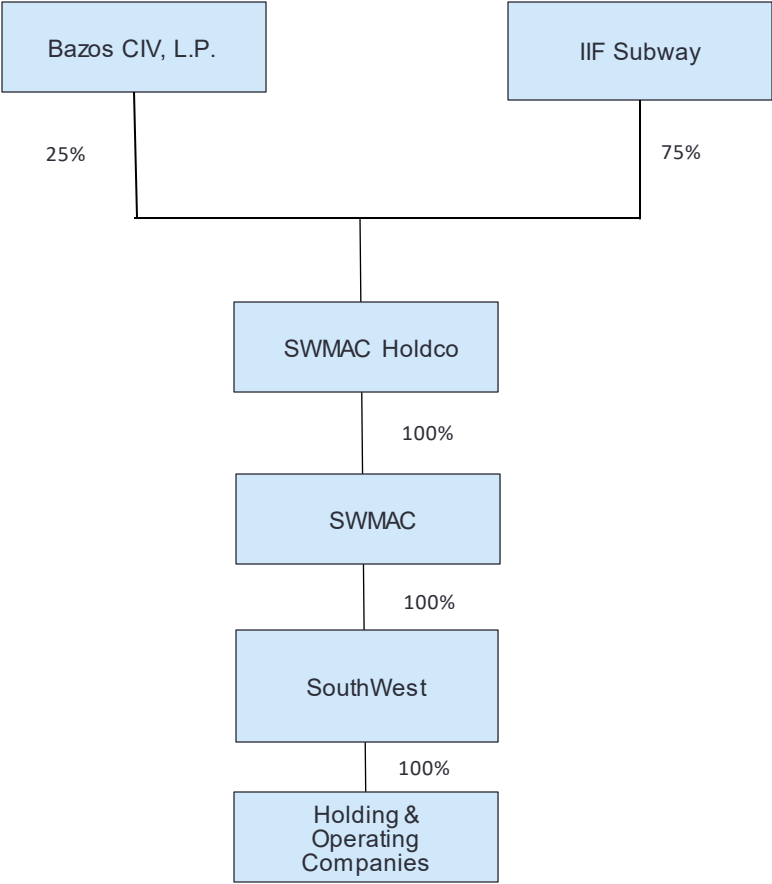 Bazos CIV, L.P.
IIF Subway
25%
75%
SWMAC Holdco
100%
SWMAC
100%
SouthWest
100%
Holding &
Operating
Companies